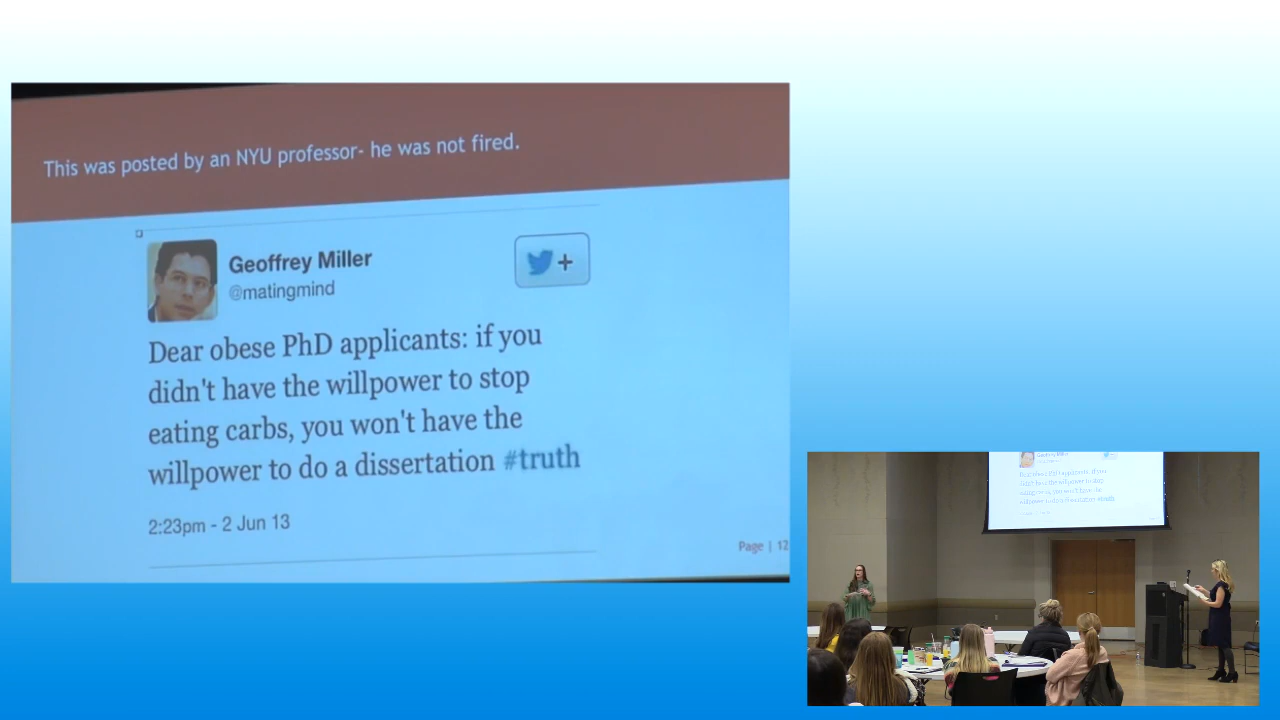 This was posted by an NYU professor- he was not fired.
Geoffrey Miller
@matingmind
+
Dear obese PhD applicants: if you
didn't have the willpower to stop
eating carbs, you won't have the
willpower to do a dissertation #truth
2:23pm - 2 Jun 13
Page | 12